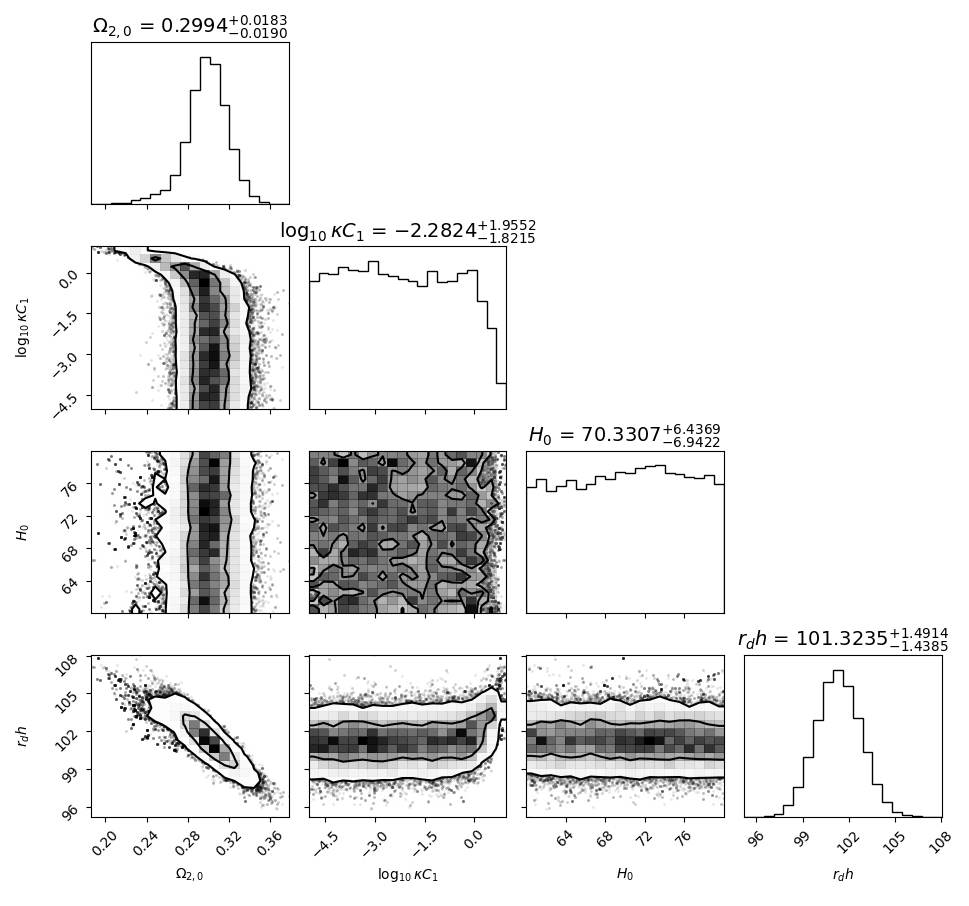 Ω₂,₀ = 0.2994⁺⁰·⁰¹⁸³₋₀.₀₁₉₀
log₁₀ κC₁ = −2.2824⁺¹·⁹⁵⁵²₋₁.₈₂₁₅
0.0
−1.5
−3.0
−4.5
log₁₀ κC₁
H₀ = 70.3307⁺⁶·⁴³⁶⁹₋₆.₉₄₂₂
76
72
68
64
H₀
r_dh = 101.3235⁺¹·⁴⁹¹⁴₋₁.₄₃₈₅
108
105
102
99
96
r_dh
0.20 0.24 0.28 0.32 0.36 −4.5 −3.0 −1.5 0.0 64 68 72 76 96 99 102 105 108
Ω₂,₀ log₁₀ κC₁ H₀ r_dh